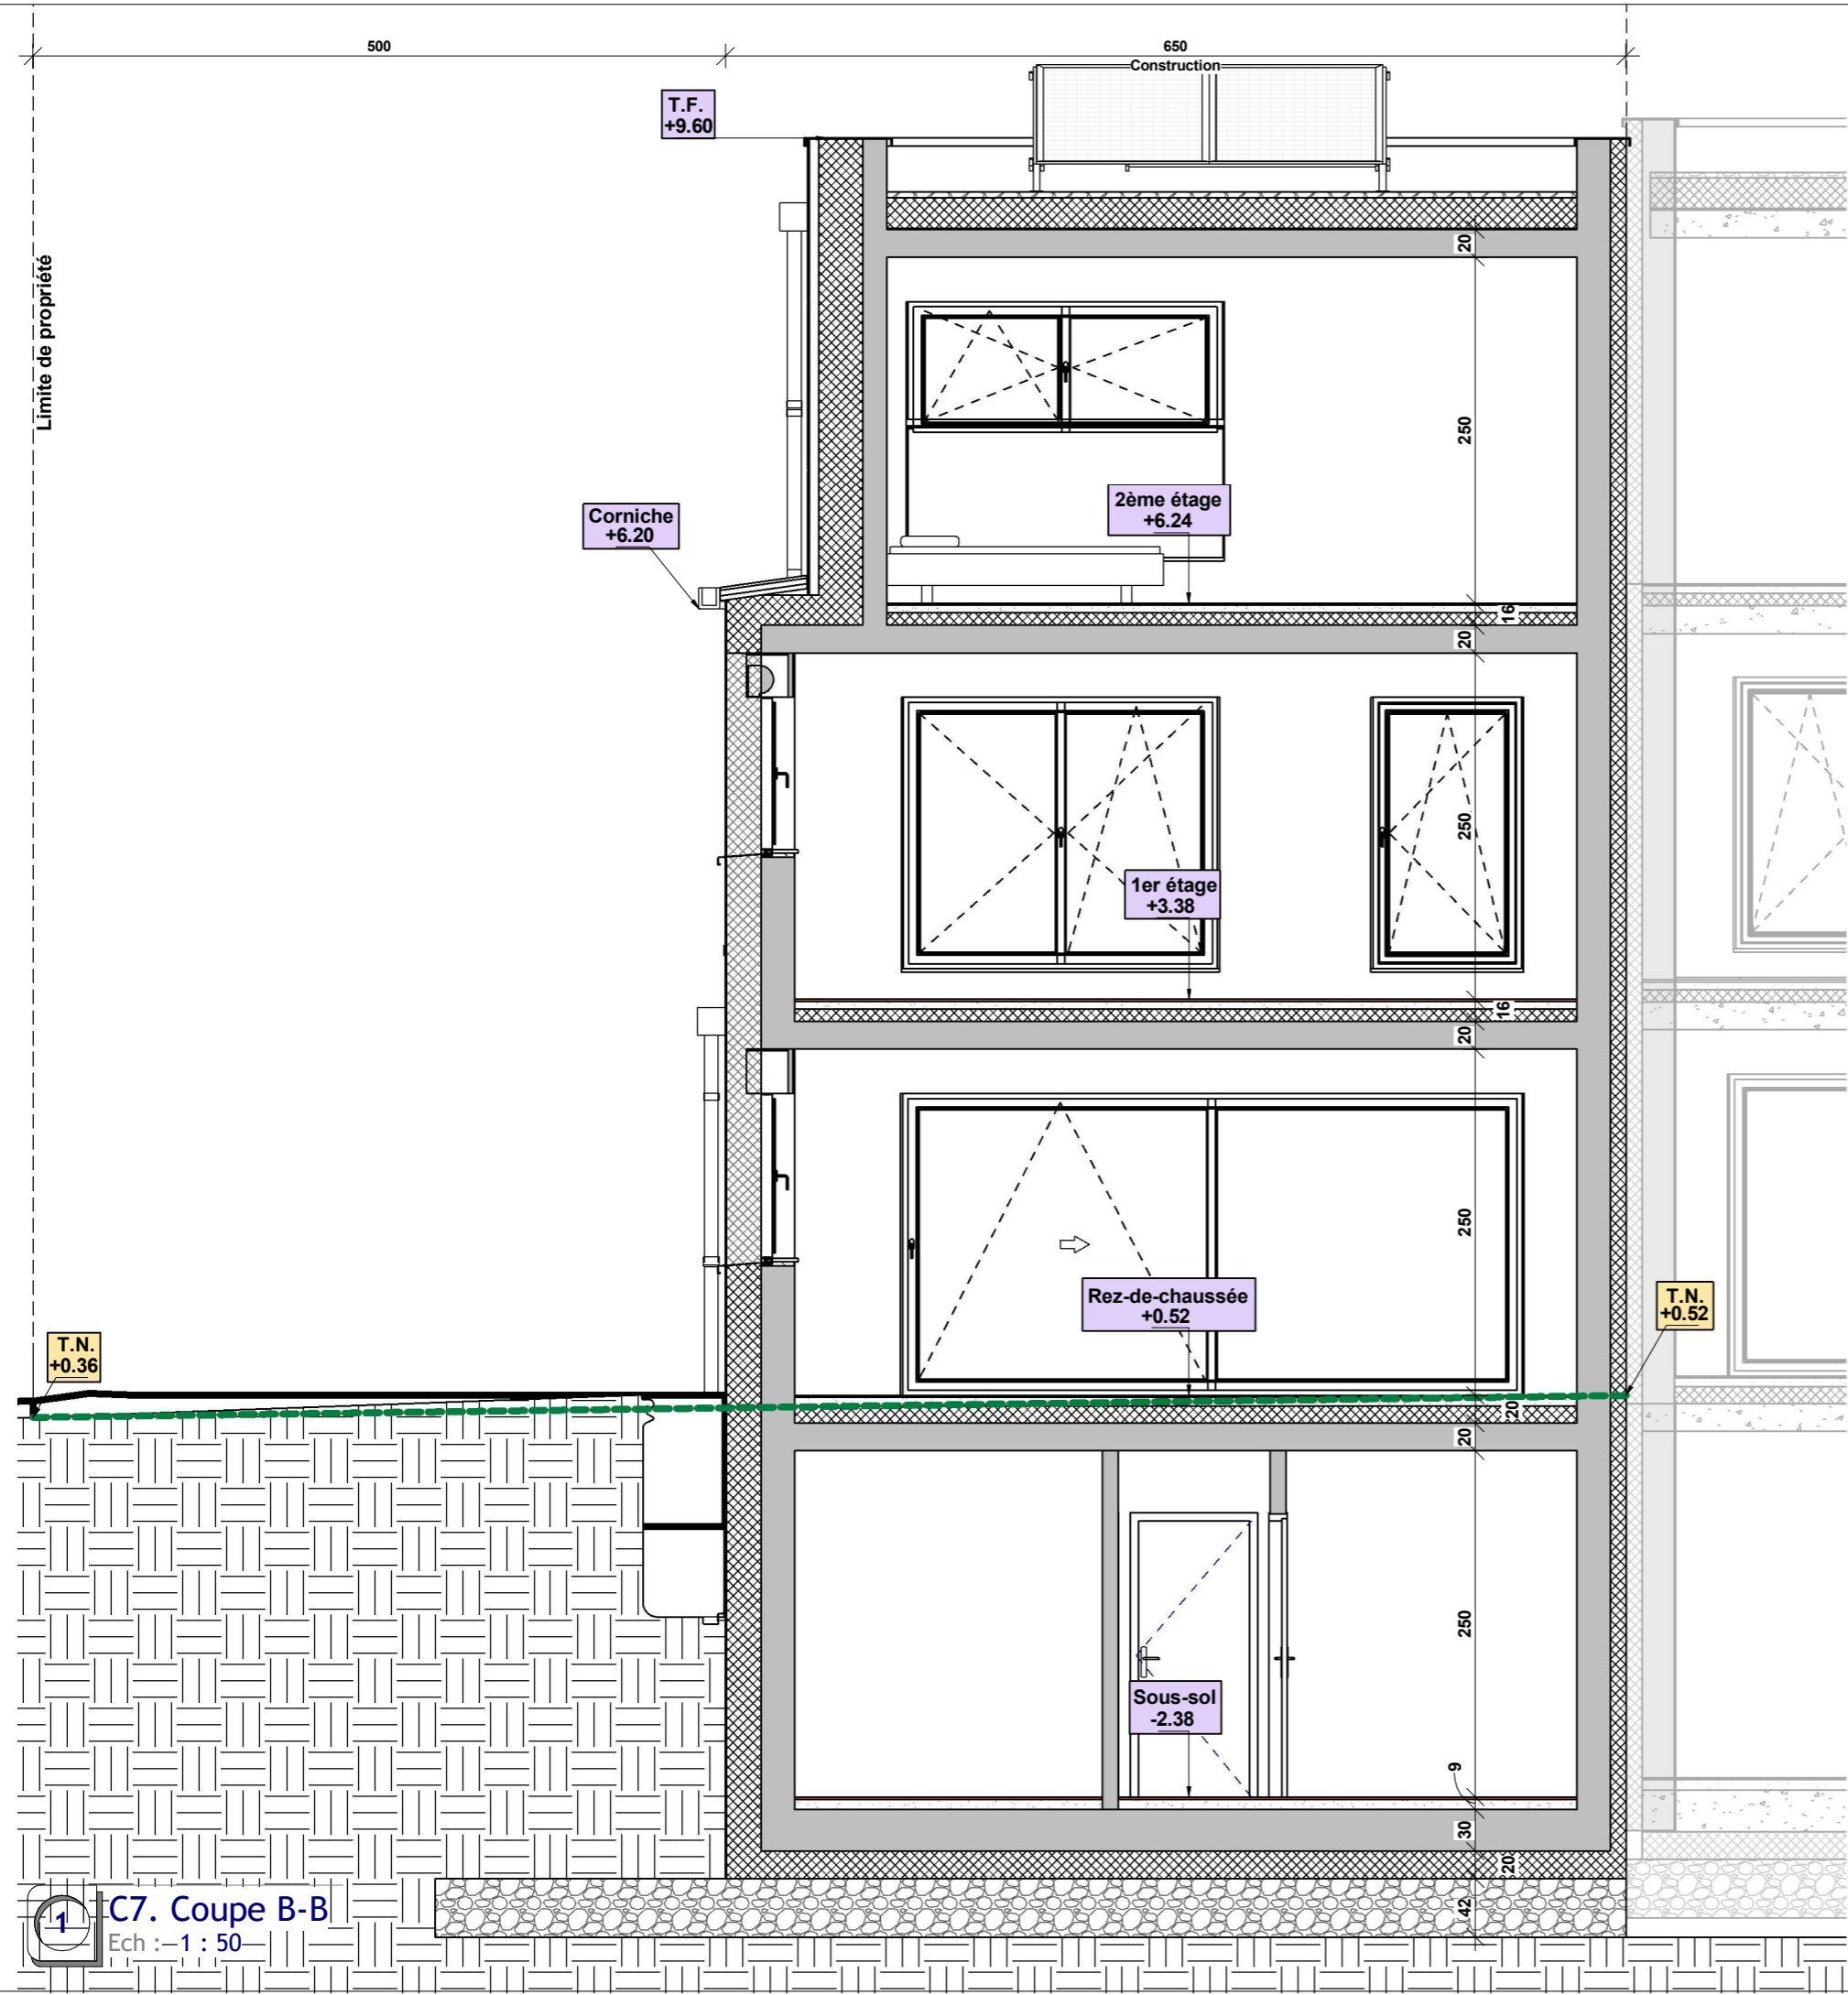 500
650
Construction
T.F.
+9.60
Limite de propriété
20
250
Corniche
+6.20
2ème étage
+6.24
16
20
250
1er étage
+3.38
16
20
250
Rez-de-chaussée
+0.52
T.N.
+0.52
T.N.
+0.36
20
20
250
Sous-sol
-2.38
9
30
20
42
1
C7. Coupe B-B
Ech : 1 : 50